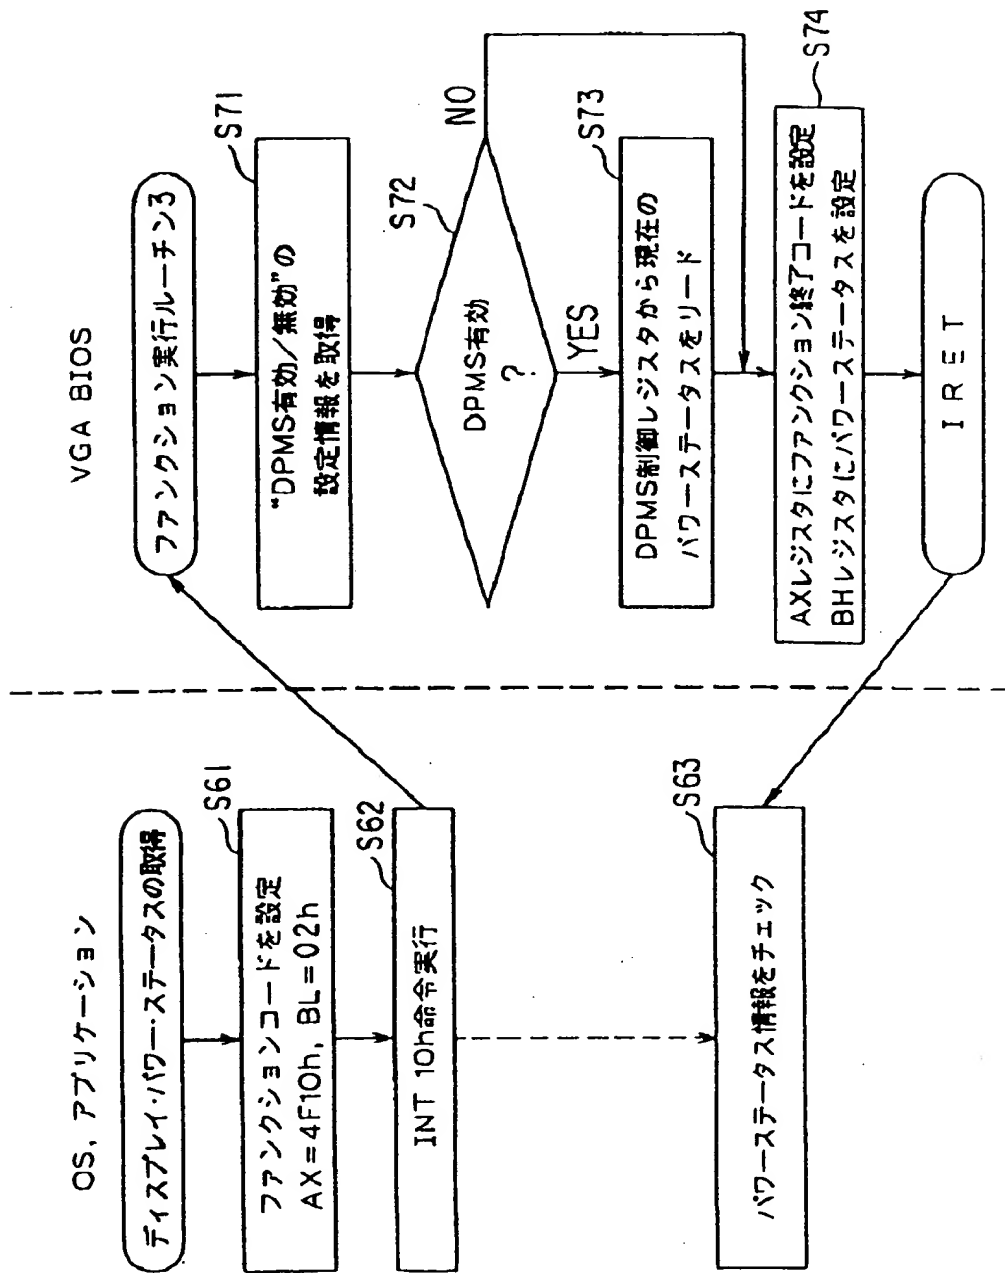 OS, アプリケーション
ディスプレイ・パワー・ステータスの取得
S61
ファンクションコードを設定
AX=4F10h, BL=02h
S62
INT 10h命令実行
S63
パワーステータス情報をチェック
VGA BIOS
ファンクション実行ルーチン3
S71
“DPMS有効/無効”の
設定情報を取得
S72
DPMS有効
?
NO
YES
S73
DPMS制御レジスタから現在の
パワーステータスをリード
S74
AXレジスタにファンクション終了コードを設定
BHレジスタにパワーステータスを設定
IRET